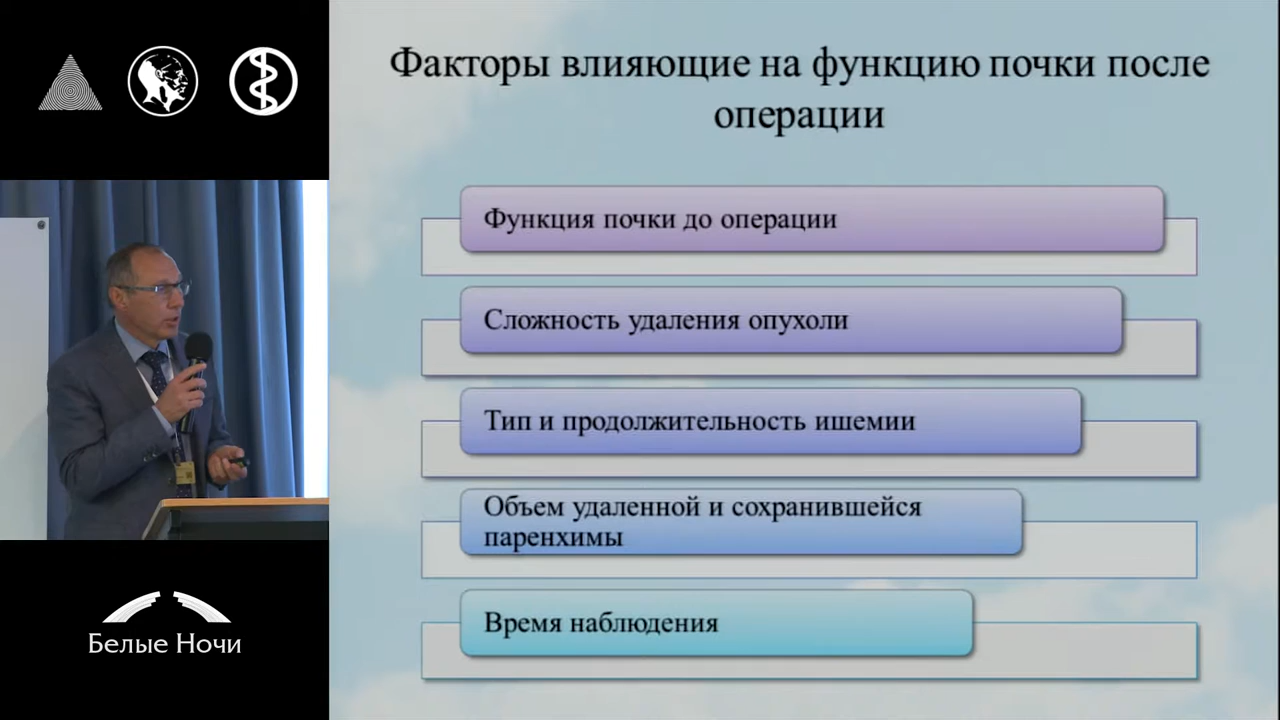 Факторы влияющие на функцию почки после
операции
Функция почки до операции
Сложность удаления опухоли
Тип и продолжительность ишемии
Объем удаленной и сохранившейся
паренхимы
Время наблюдения
Белые Ночи